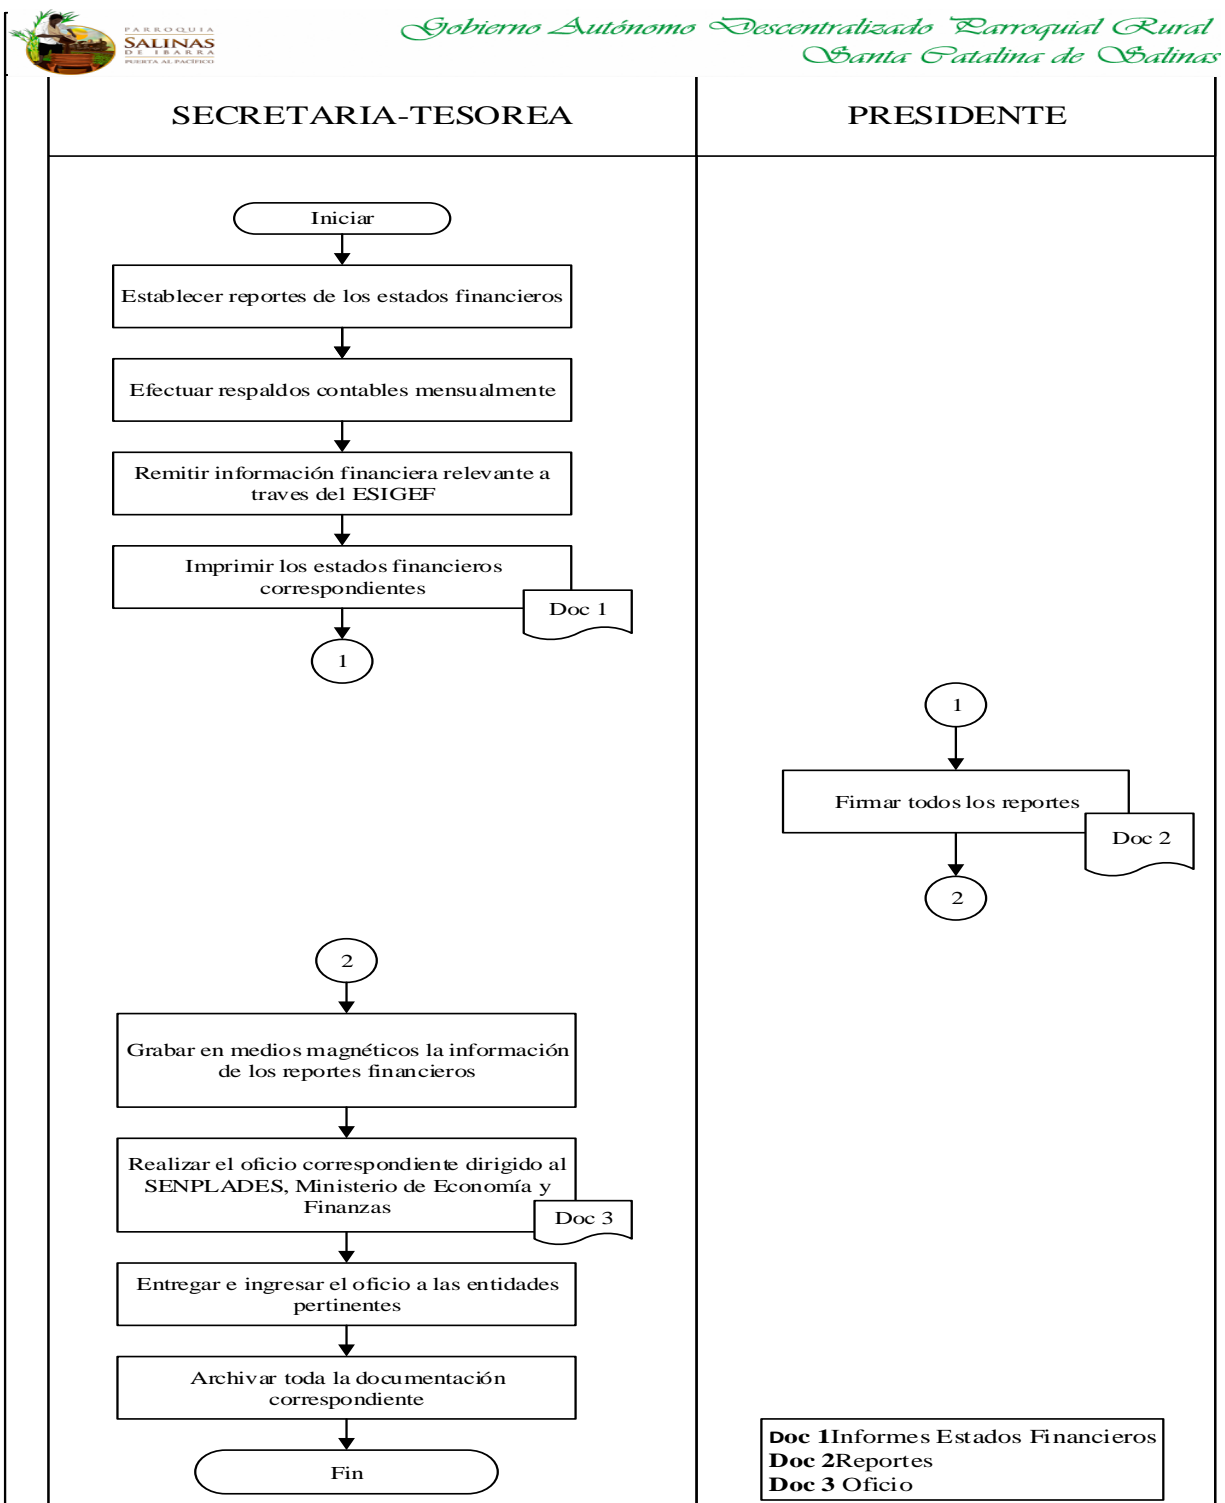 PARROQUIA
SALINAS
DE IBARRA
PUERTA AL PACÍFICO
Gobierno Autónomo Descentralizado Parroquial Rural
Santa Catalina de Salinas
SECRETARIA-TESOREA
PRESIDENTE
Iniciar
Establecer reportes de los estados financieros
Efectuar respaldos contables mensualmente
Remitir información financiera relevante a
traves del ESIGEF
Imprimir los estados financieros
correspondientes
Doc 1
1
1
Firmar todos los reportes
Doc 2
2
2
Grabar en medios magnéticos la información
de los reportes financieros
Realizar el oficio correspondiente dirigido al
SENPLADES, Ministerio de Economía y
Finanzas
Doc 3
Entregar e ingresar el oficio a las entidades
pertinentes
Archivar toda la documentación
correspondiente
Fin
Doc 1Informes Estados Financieros
Doc 2Reportes
Doc 3 Oficio